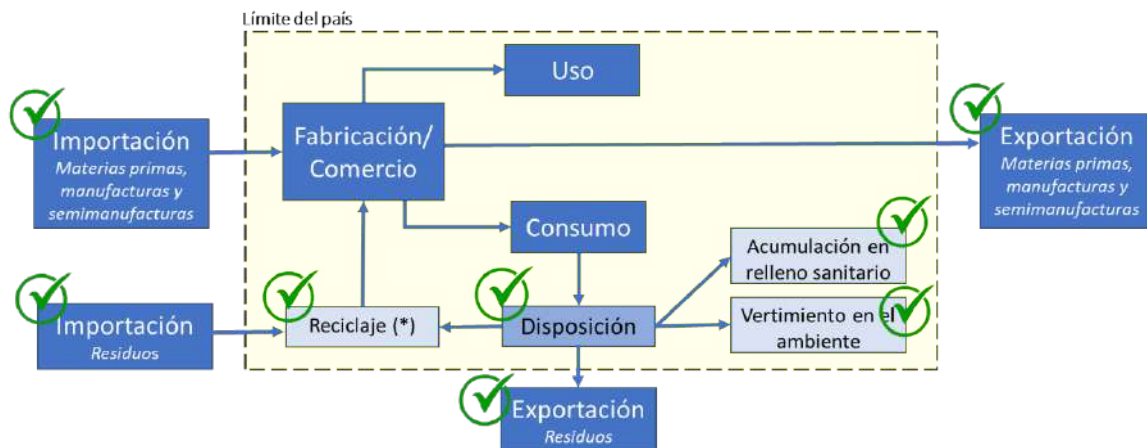 Límite del país
Uso
Importación
Materias primas,
manufacturas y
semimanufacturas
Fabricación/
Comercio
Exportación
Materias primas,
manufacturas y
semimanufacturas
Consumo
Acumulación en
relleno sanitario
Importación
Residuos
Reciclaje (*)
Disposición
Vertimiento en el
ambiente
Exportación
Residuos